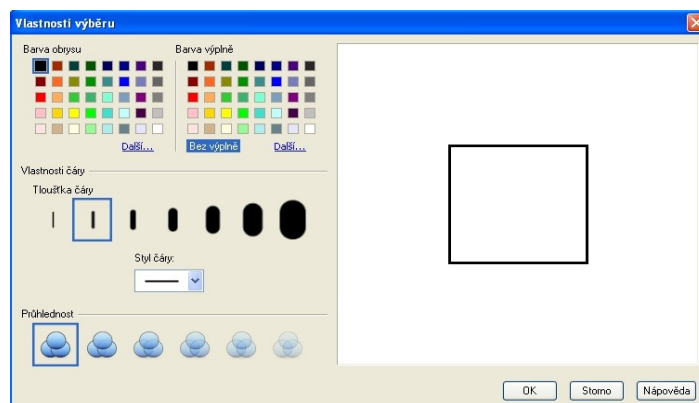 Vlastnosti výběru
Barva obrysu
Barva výplně
Další...
Bez výplně
Další...
Vlastnosti čáry
Tloušťka čáry
Styl čáry:
Průhlednost
OK
Storno
Nápověda